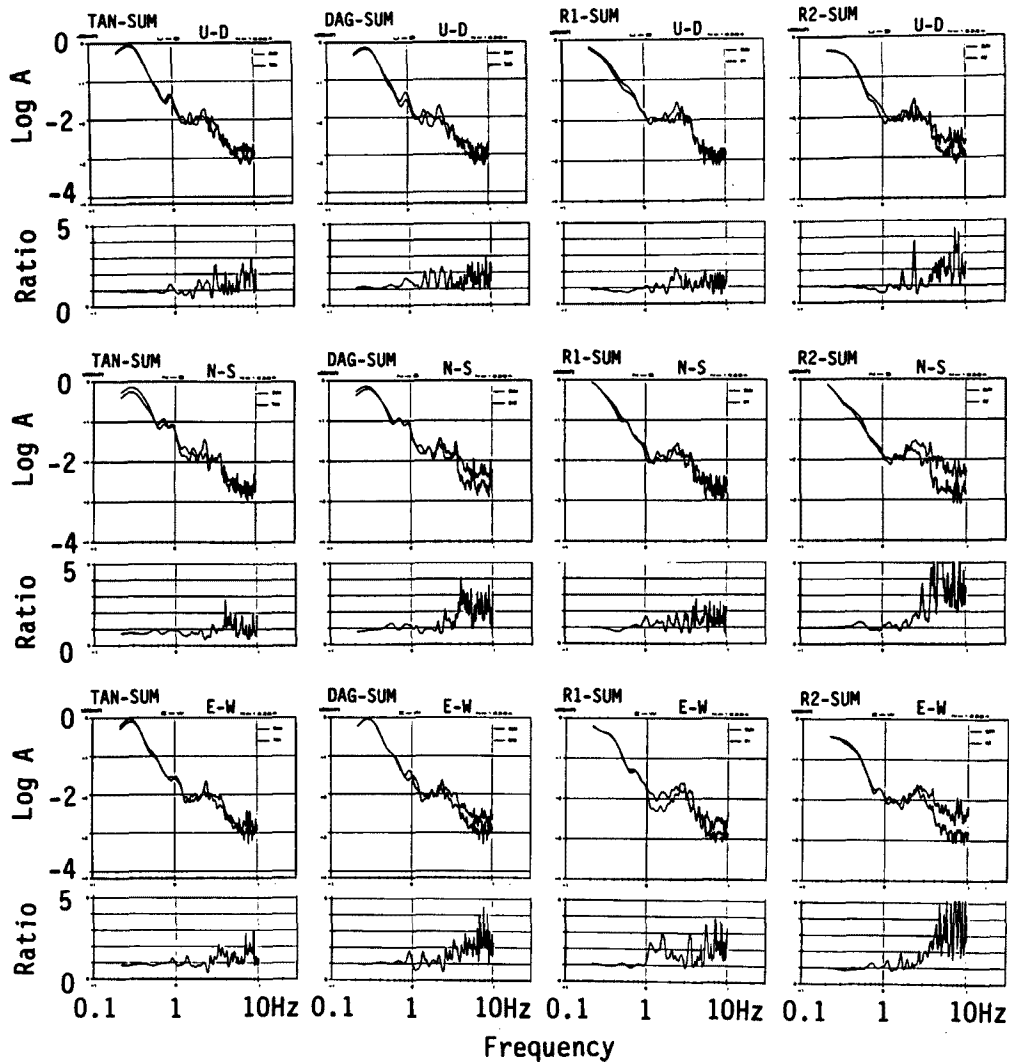 TAN-SUM U-D
DAG-SUM U-D
R1-SUM U-D
R2-SUM U-D
Log A
0
-2
-4
Ratio
5
0
TAN-SUM N-S
DAG-SUM N-S
R1-SUM N-S
R2-SUM N-S
Log A
0
-2
-4
Ratio
5
0
TAN-SUM E-W
DAG-SUM E-W
R1-SUM E-W
R2-SUM E-W
Log A
0
-2
-4
Ratio
5
0
0.1 1 10Hz 0.1 1 10Hz 0.1 1 10Hz 0.1 1 10Hz
Frequency